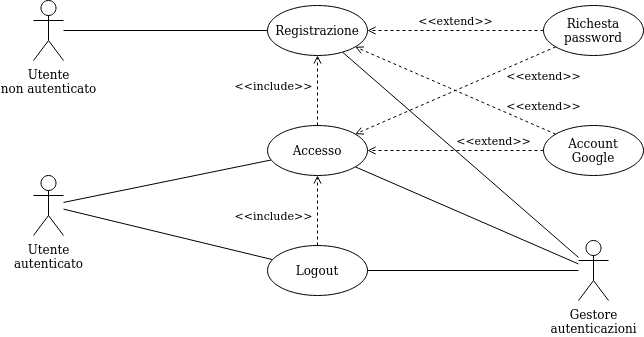 <<extend>>
Registrazione
Richesta
password
Utente
non autenticato
<<include>>
<<extend>>
<<extend>>
Accesso
<<extend>>
Account
Google
<<include>>
Utente
autenticato
Logout
Gestore
autenticazioni